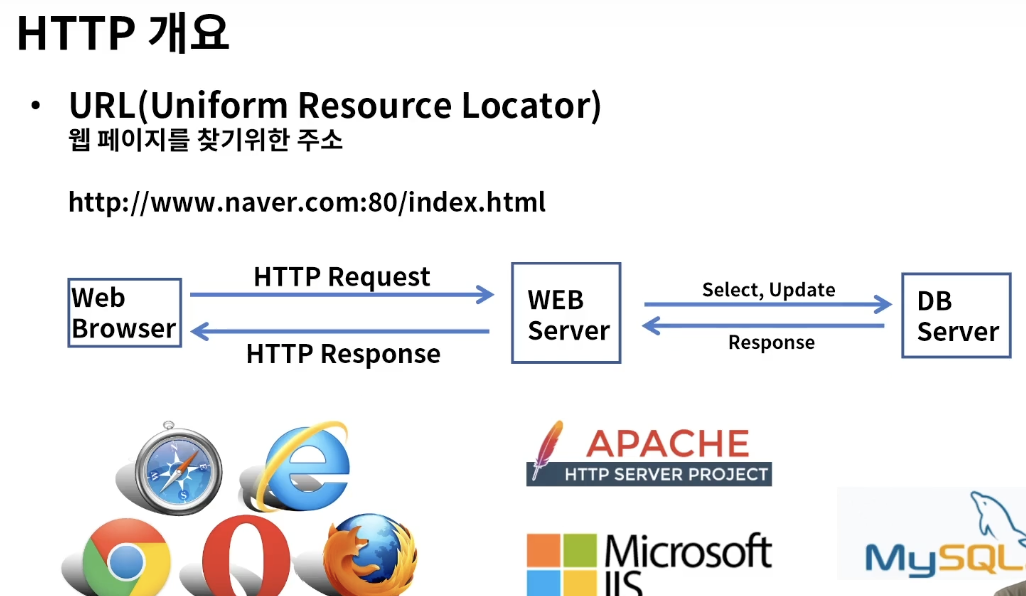 HTTP 개요
• URL(Uniform Resource Locator)
웹 페이지를 찾기위한 주소
http://www.naver.com:80/index.html
Web
Browser
HTTP Request
HTTP Response
WEB
Server
Select, Update
Response
DB
Server
APACHE
HTTP SERVER PROJECT
Microsoft
IIS
MySQL